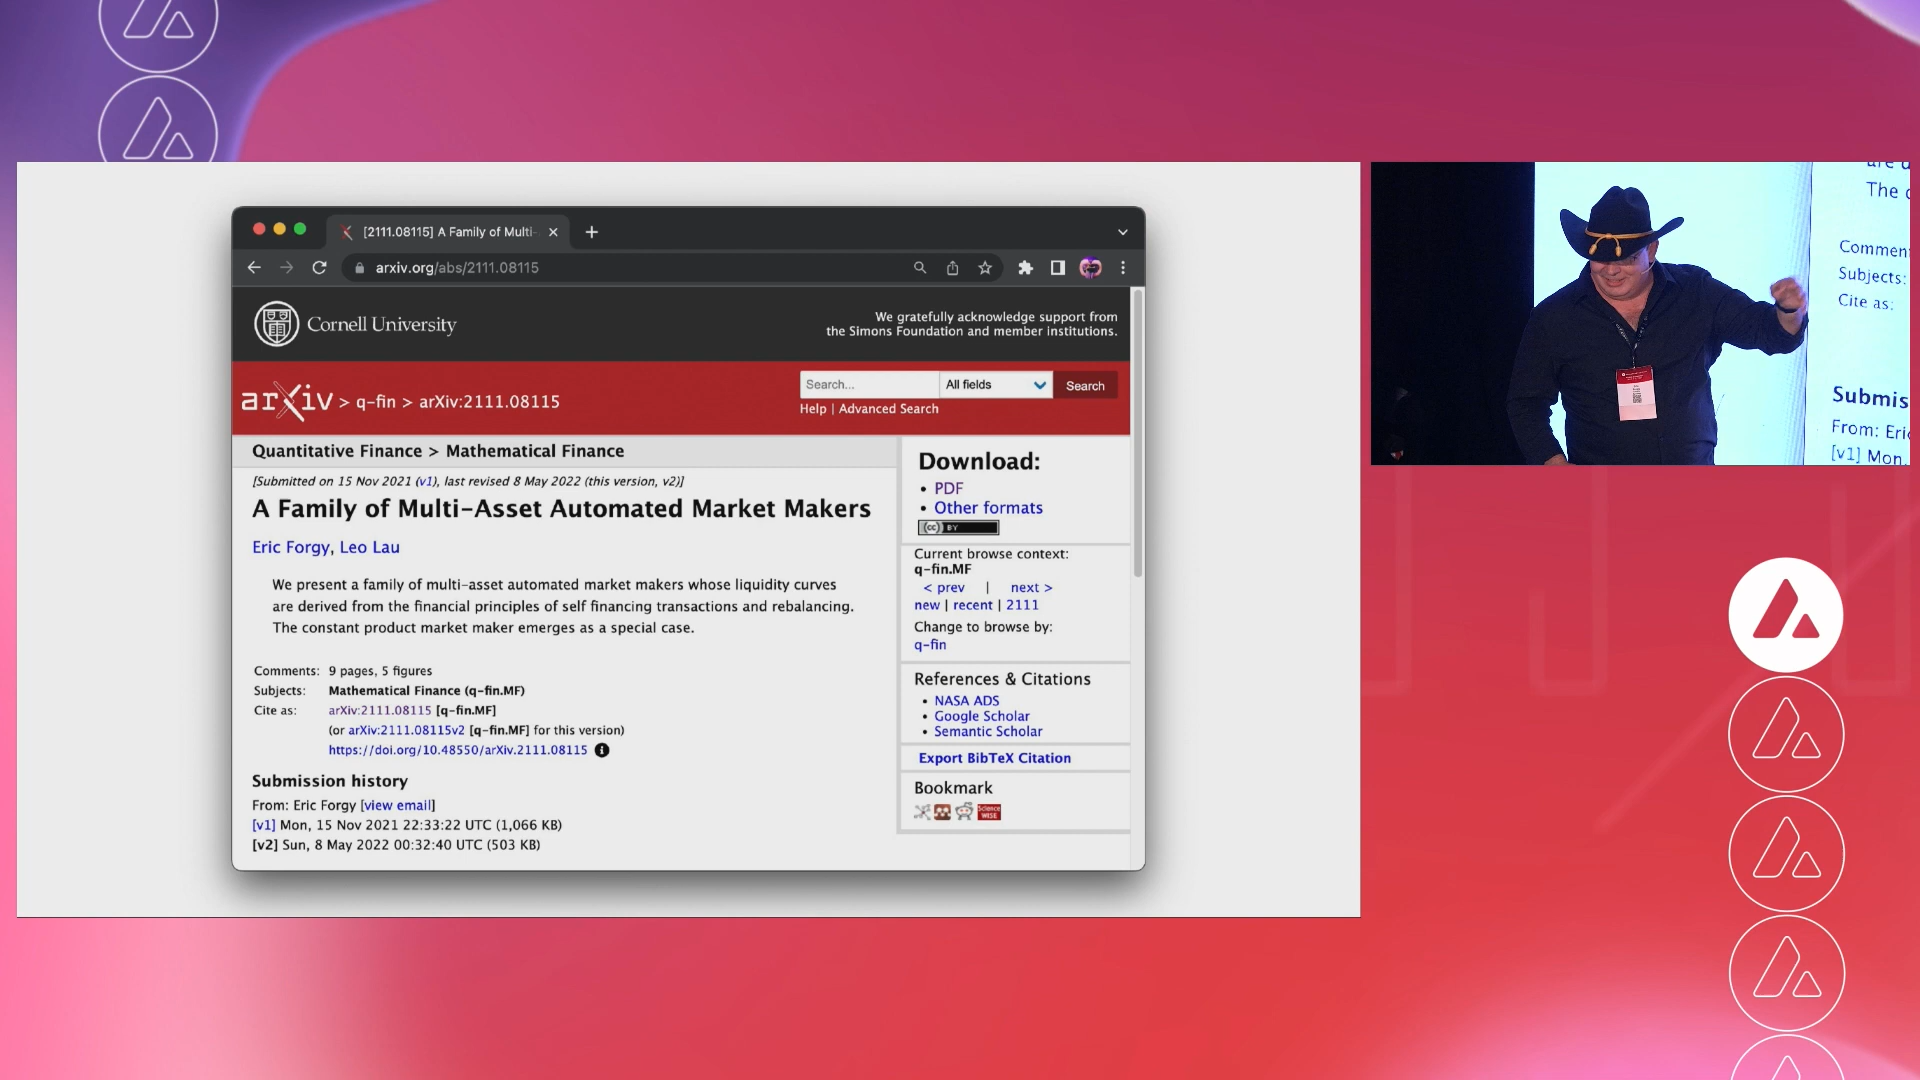 [2111.08115] A Family of Multi-
arxiv.org/abs/2111.08115
Cornell University
We gratefully acknowledge support from
the Simons Foundation and member institutions.
arXiv > q-fin > arXiv:2111.08115
Search...
All fields
Search
Help | Advanced Search
Quantitative Finance > Mathematical Finance
[Submitted on 15 Nov 2021 (v1), last revised 8 May 2022 (this version, v2)]
A Family of Multi-Asset Automated Market Makers
Eric Forgy, Leo Lau
We present a family of multi-asset automated market makers whose liquidity curves
are derived from the financial principles of self financing transactions and rebalancing.
The constant product market maker emerges as a special case.
Comments: 9 pages, 5 figures
Subjects: Mathematical Finance (q-fin.MF)
Cite as: arXiv:2111.08115 [q-fin.MF]
(or arXiv:2111.08115v2 [q-fin.MF] for this version)
https://doi.org/10.48550/arXiv.2111.08115
Submission history
From: Eric Forgy [view email]
[v1] Mon, 15 Nov 2021 22:33:22 UTC (1,066 KB)
[v2] Sun, 8 May 2022 00:32:40 UTC (503 KB)
Download:
• PDF
• Other formats
(cc) BY
Current browse context:
q-fin.MF
< prev | next >
new | recent | 2111
Change to browse by:
q-fin
References & Citations
• NASA ADS
• Google Scholar
• Semantic Scholar
Export BibTeX Citation
Bookmark
Science
WISE
The
Commen
Subjects:
Cite as:
Submis
From: Eric
[v1] Mon,